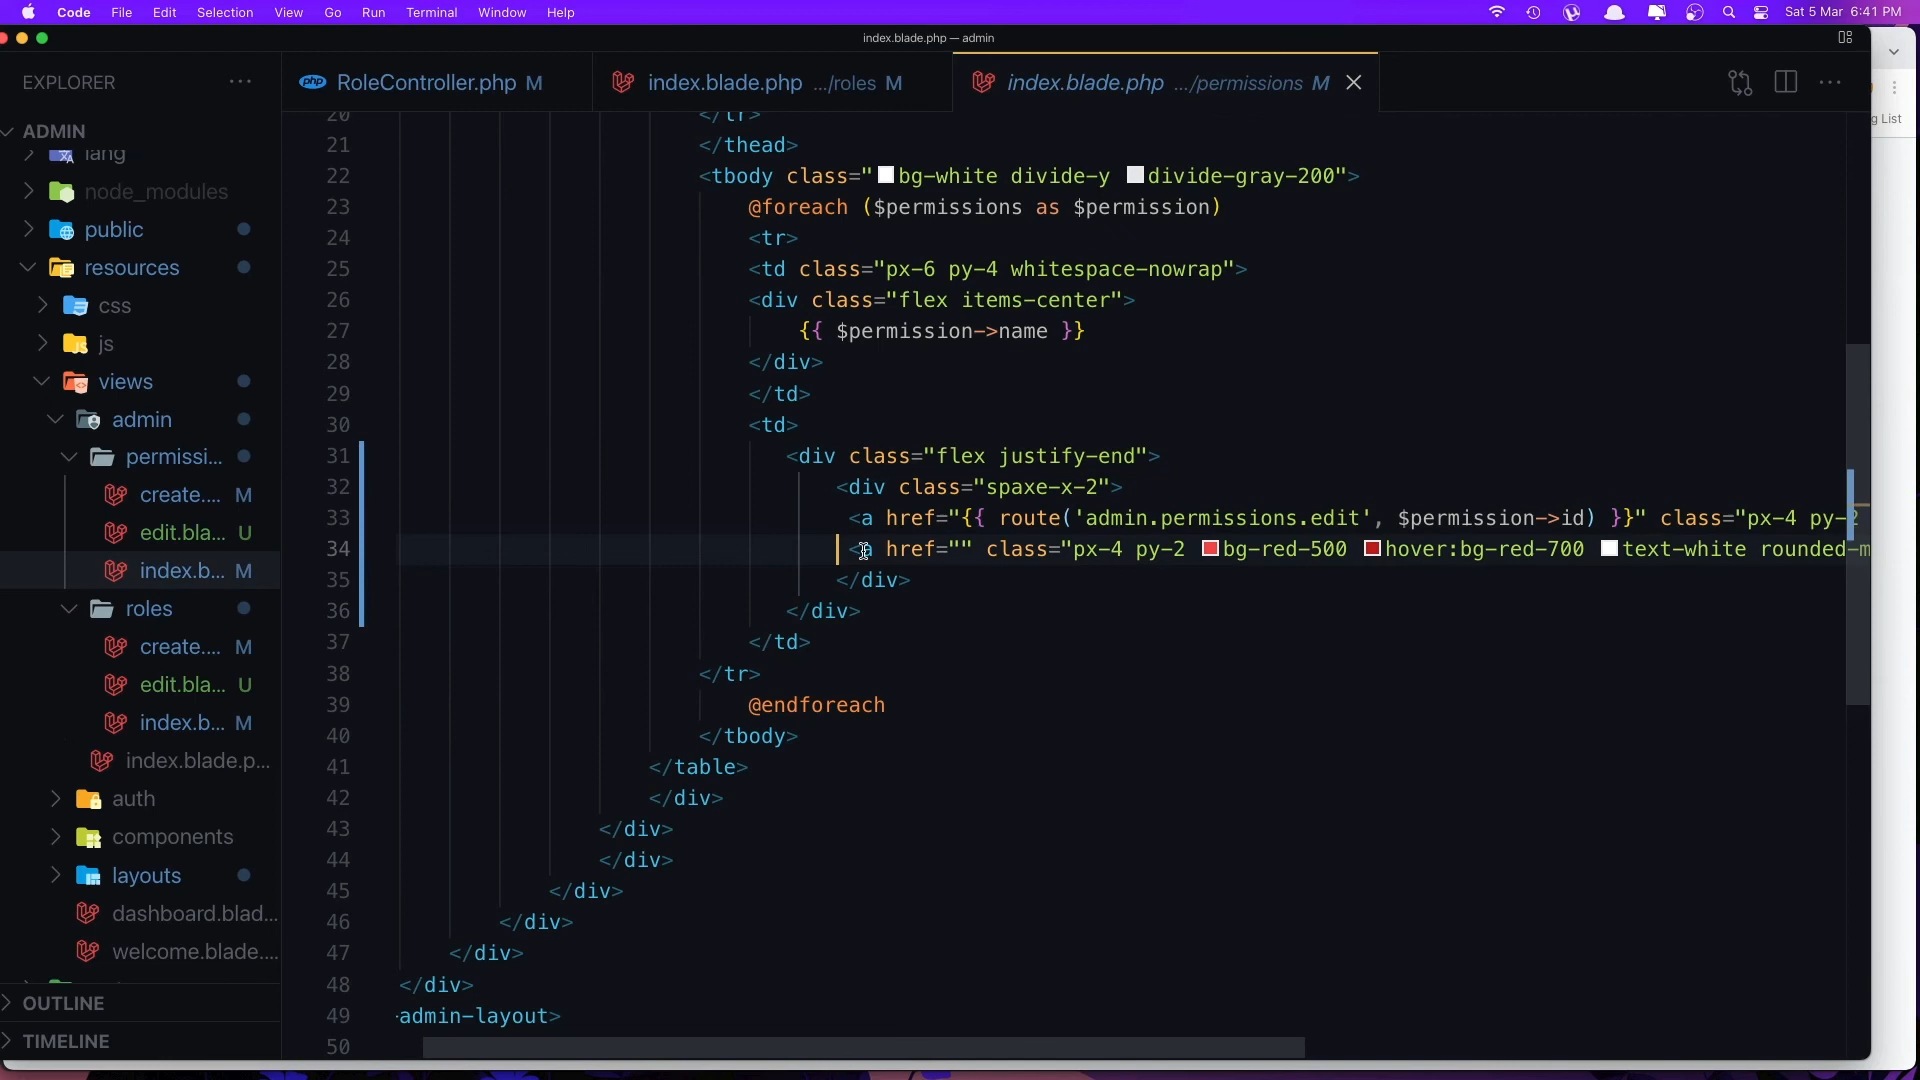 Code File Edit Selection View Go Run Terminal Window Help Sat 5 Mar 6:41 PM
index.blade.php — admin
EXPLORER
RoleController.php M index.blade.php .../roles M index.blade.php .../permissions M
g List
ADMIN
lang
node_modules
public
resources
css
js
views
admin
permissi...
create.... M
edit.bla... U
index.b... M
roles
create.... M
edit.bla... U
index.b... M
index.blade.p...
auth
components
layouts
dashboard.blad...
welcome.blade....
OUTLINE
TIMELINE
20 </tr>
21 </thead>
22 <tbody class="bg-white divide-y divide-gray-200">
23 @foreach ($permissions as $permission)
24 <tr>
25 <td class="px-6 py-4 whitespace-nowrap">
26 <div class="flex items-center">
27 {{ $permission->name }}
28 </div>
29 </td>
30 <td>
31 <div class="flex justify-end">
32 <div class="spaxe-x-2">
33 <a href="{{ route('admin.permissions.edit', $permission->id) }}" class="px-4 py-2
34 <a href="" class="px-4 py-2 bg-red-500 hover:bg-red-700 text-white rounded-m
35 </div>
36 </div>
37 </td>
38 </tr>
39 @endforeach
40 </tbody>
41 </table>
42 </div>
43 </div>
44 </div>
45 </div>
46 </div>
47 </div>
48 </div>
49 admin-layout>
50